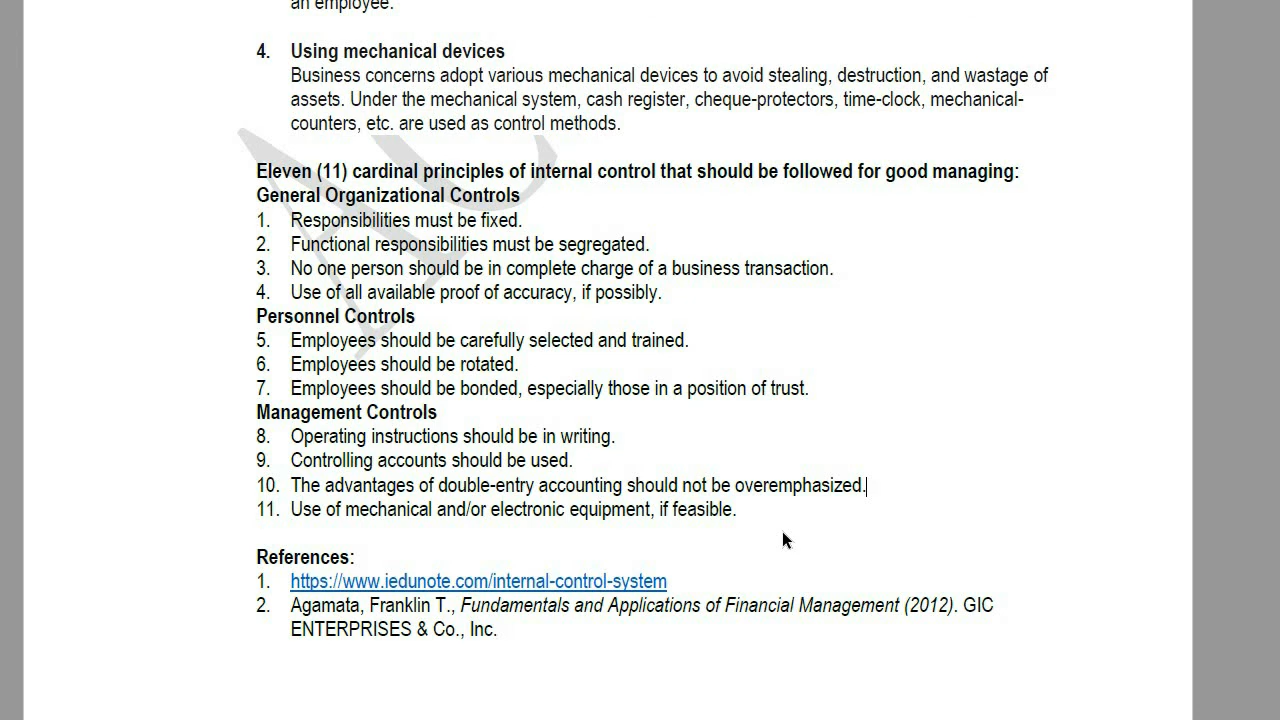 an employee.
4. Using mechanical devices
Business concerns adopt various mechanical devices to avoid stealing, destruction, and wastage of
assets. Under the mechanical system, cash register, cheque-protectors, time-clock, mechanical-
counters, etc. are used as control methods.
Eleven (11) cardinal principles of internal control that should be followed for good managing:
General Organizational Controls
1. Responsibilities must be fixed.
2. Functional responsibilities must be segregated.
3. No one person should be in complete charge of a business transaction.
4. Use of all available proof of accuracy, if possibly.
Personnel Controls
5. Employees should be carefully selected and trained.
6. Employees should be rotated.
7. Employees should be bonded, especially those in a position of trust.
Management Controls
8. Operating instructions should be in writing.
9. Controlling accounts should be used.
10. The advantages of double-entry accounting should not be overemphasized.
11. Use of mechanical and/or electronic equipment, if feasible.
References:
1. https://www.iedunote.com/internal-control-system
2. Agamata, Franklin T., Fundamentals and Applications of Financial Management (2012). GIC
ENTERPRISES & Co., Inc.